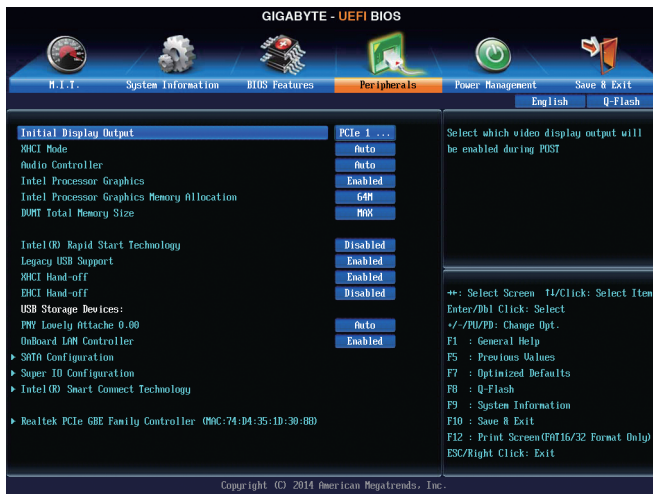 GIGABYTE - UEFI BIOS
M.I.T. System Information BIOS Features Peripherals Power Management Save & Exit
English Q-Flash
Initial Display Output PCIe 1 ...
XHCI Mode Auto
Audio Controller Auto
Intel Processor Graphics Enabled
Intel Processor Graphics Memory Allocation 64M
DVMT Total Memory Size MAX
Intel(R) Rapid Start Technology Disabled
Legacy USB Support Enabled
XHCI Hand-off Enabled
EHCI Hand-off Disabled
USB Storage Devices:
PNY Lovely Attache 0.00 Auto
OnBoard LAN Controller Enabled
SATA Configuration
Super IO Configuration
Intel(R) Smart Connect Technology
Realtek PCIe GBE Family Controller (MAC:74:D4:35:1D:30:88)
Select which video display output will
be enabled during POST
→←: Select Screen ↑↓/Click: Select Item
Enter/Dbl Click: Select
+/-/PU/PD: Change Opt.
F1 : General Help
F5 : Previous Values
F7 : Optimized Defaults
F8 : Q-Flash
F9 : System Information
F10 : Save & Exit
F12 : Print Screen(FAT16/32 Format Only)
ESC/Right Click: Exit
Copyright (C) 2014 American Megatrends, Inc.